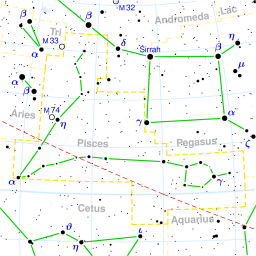 M 32
Lac
Andromeda
β
β
Tri
M 33
δ
Sirrah
β
η
α
μ
α
β
M 74
Aries
η
γ
α
ζ
Pisces
Pegasus
α
γ
Cetus
Aquarius
ϑ
η
ι